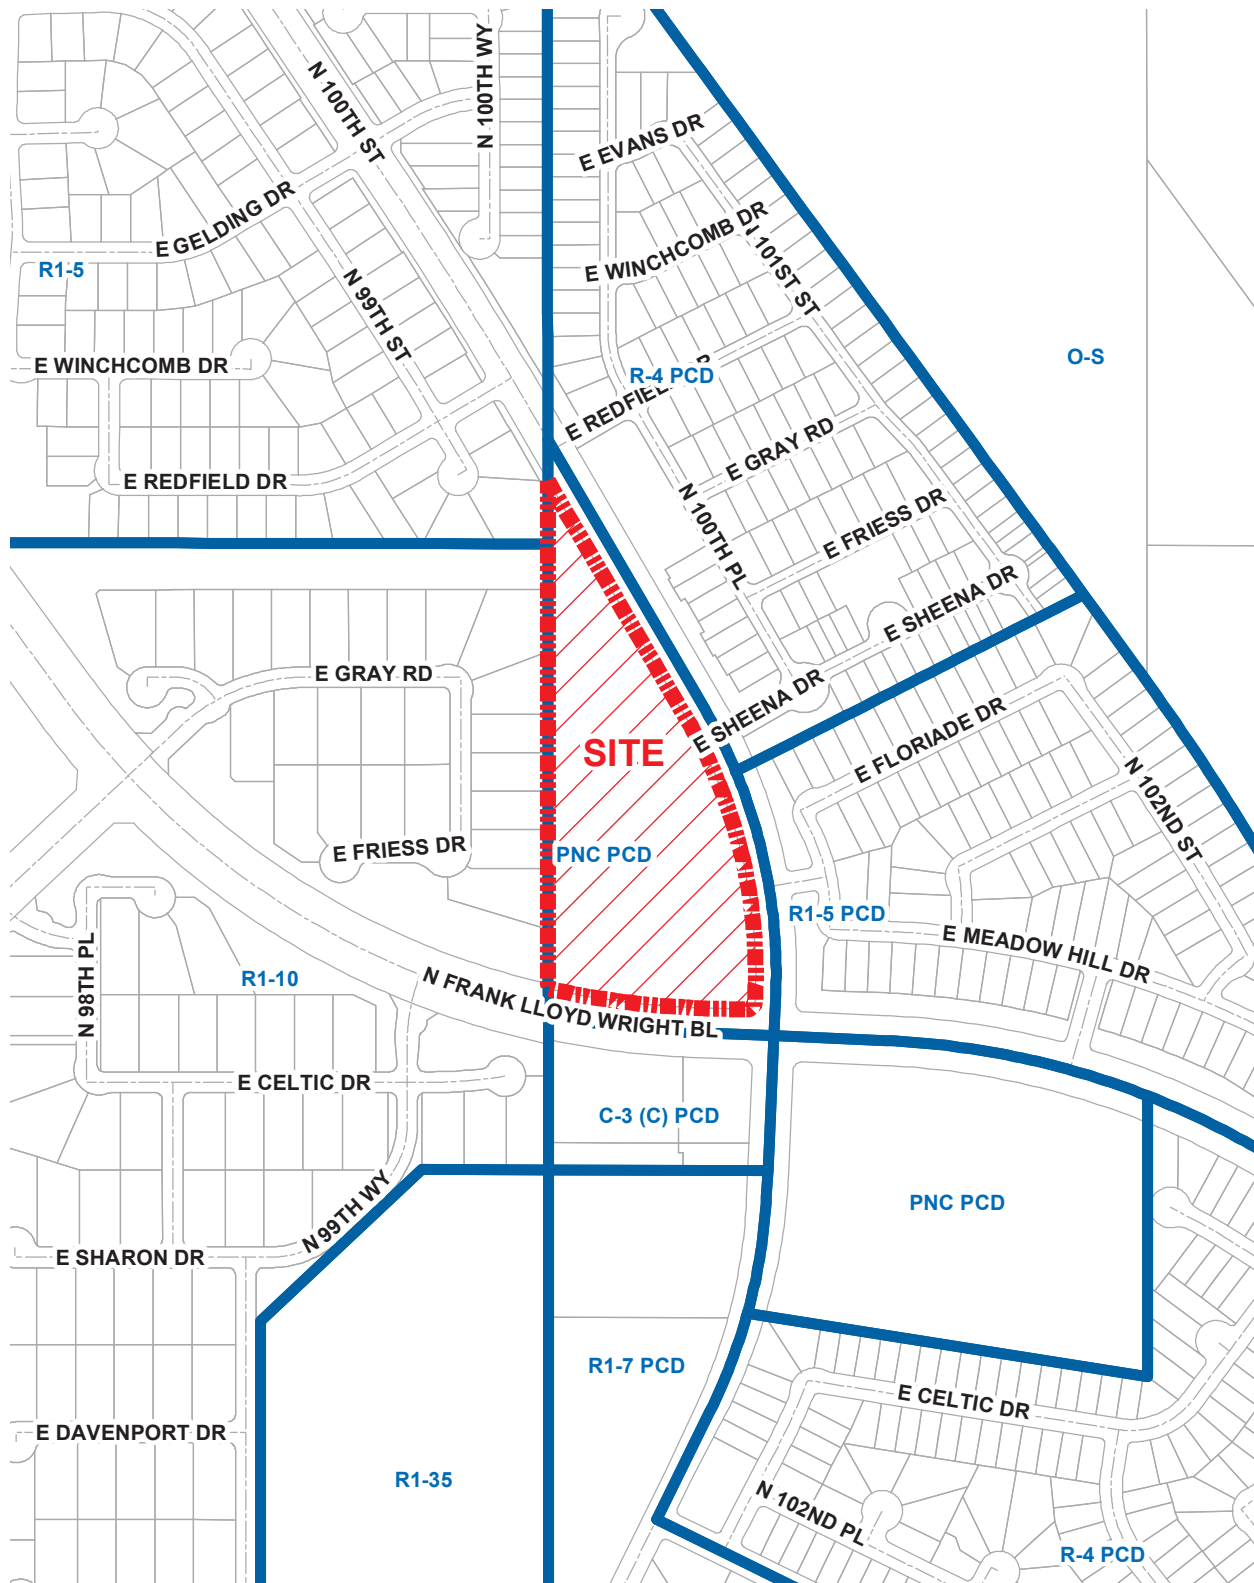 N 100TH WY
N 100TH ST
E EVANS DR
E GELDING DR
E WINCHCOMB DR
101ST ST
R1-5
N 99TH ST
O-S
E WINCHCOMB DR
R-4 PCD
E REDFIEL
E GRAY RD
E REDFIELD DR
N 100TH PL
E FRIESS DR
E SHEENA DR
E GRAY RD
E SHEENA DR
SITE
E FLORIADE DR
N 102ND ST
E FRIESS DR
PNC PCD
R1-5 PCD
E MEADOW HILL DR
N 98TH PL
R1-10
N FRANK LLOYD WRIGHT BL
E CELTIC DR
C-3 (C) PCD
N 99TH WY
PNC PCD
E SHARON DR
R1-7 PCD
E CELTIC DR
E DAVENPORT DR
R1-35
N 102ND PL
R-4 PCD